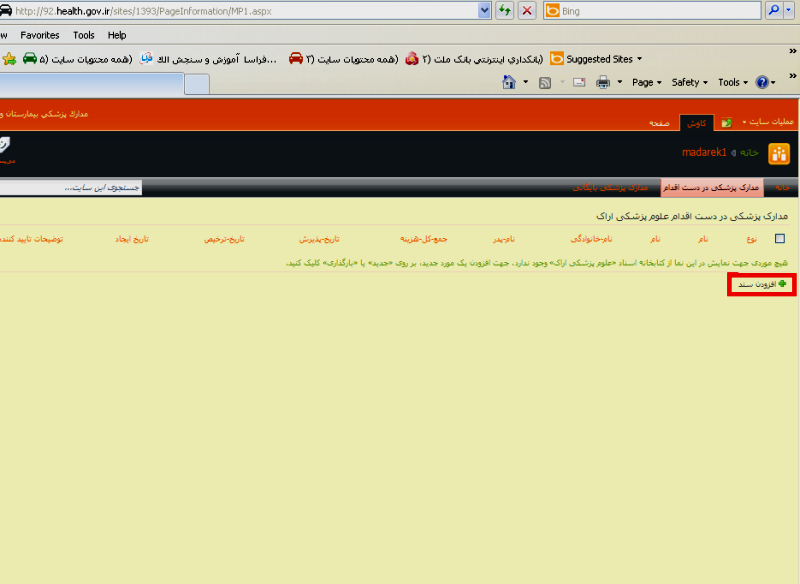 http://92.health.gov.ir/sites/1393/PageInformation/MP1.aspx
Bing
w Favorites Tools Help
(همه محتویات سایت (۵
فراسا آموزش و سنجش الک...
(همه محتویات سایت (۲
(بانکداري اینترنتی بانک ملت (۲
Suggested Sites
Page Safety Tools
مدارک پزشکي بیمارستان و
عملیات سایت
کاوش
صفحه
خانه
madarek1
خانه
مدارک پزشکی در دست اقدام
مدارک پزشکی بایگانی
جستجوی این سایت...
مدارک پزشکی در دست اقدام علوم پزشکی اراک
نوع نام نام نام-خانوادگی نام-پدر جمع-کل-هزینه تاریخ-پذیرش تاریخ-ترخیص تاریخ ایجاد توضیحات تایید کننده
هیچ موردی جهت نمایش در این نما از کتابخانه اسناد «علوم پزشکی اراک» وجود ندارد. جهت افزودن یک مورد جدید، بر روی «جدید» یا «بارگذاری» کلیک کنید.
افزودن سند